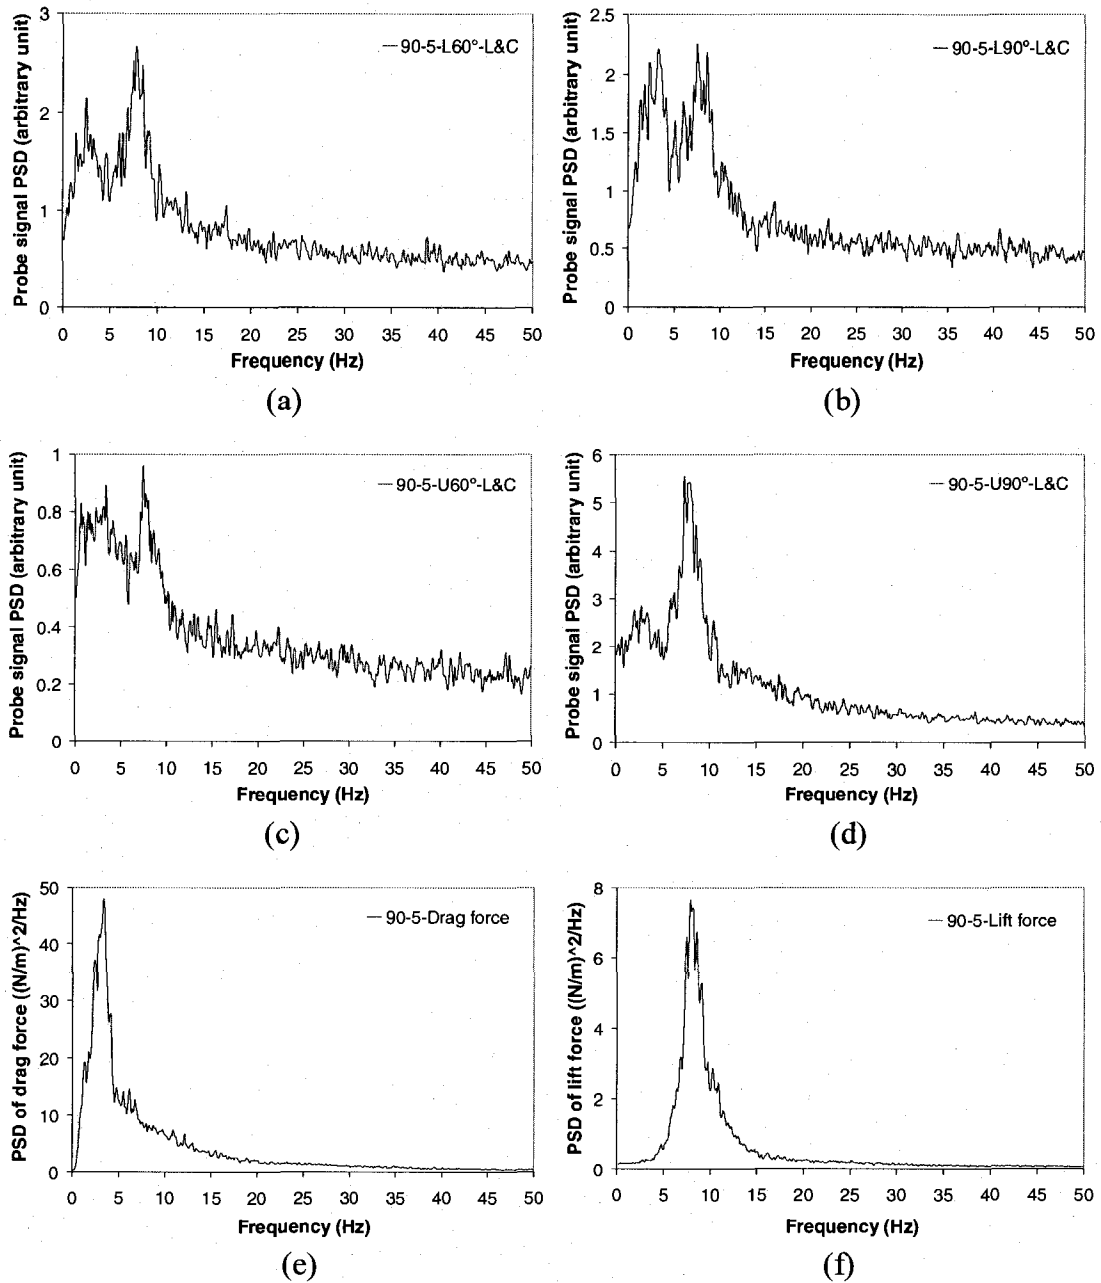 3
2
1
0
Probe signal PSD (arbitrary unit)
90-5-L60°-L&C
0 5 10 15 20 25 30 35 40 45 50
Frequency (Hz)
(a)
2.5
2
1.5
1
0.5
0
Probe signal PSD (arbitrary unit)
90-5-L90°-L&C
0 5 10 15 20 25 30 35 40 45 50
Frequency (Hz)
(b)
1
0.8
0.6
0.4
0.2
0
Probe signal PSD (arbitrary unit)
90-5-U60°-L&C
0 5 10 15 20 25 30 35 40 45 50
Frequency (Hz)
(c)
6
5
4
3
2
1
0
Probe signal PSD (arbitrary unit)
90-5-U90°-L&C
0 5 10 15 20 25 30 35 40 45 50
Frequency (Hz)
(d)
50
40
30
20
10
0
PSD of drag force ((N/m)^2/Hz)
90-5-Drag force
0 5 10 15 20 25 30 35 40 45 50
Frequency (Hz)
(e)
8
6
4
2
0
PSD of lift force ((N/m)^2/Hz)
90-5-Lift force
0 5 10 15 20 25 30 35 40 45 50
Frequency (Hz)
(f)